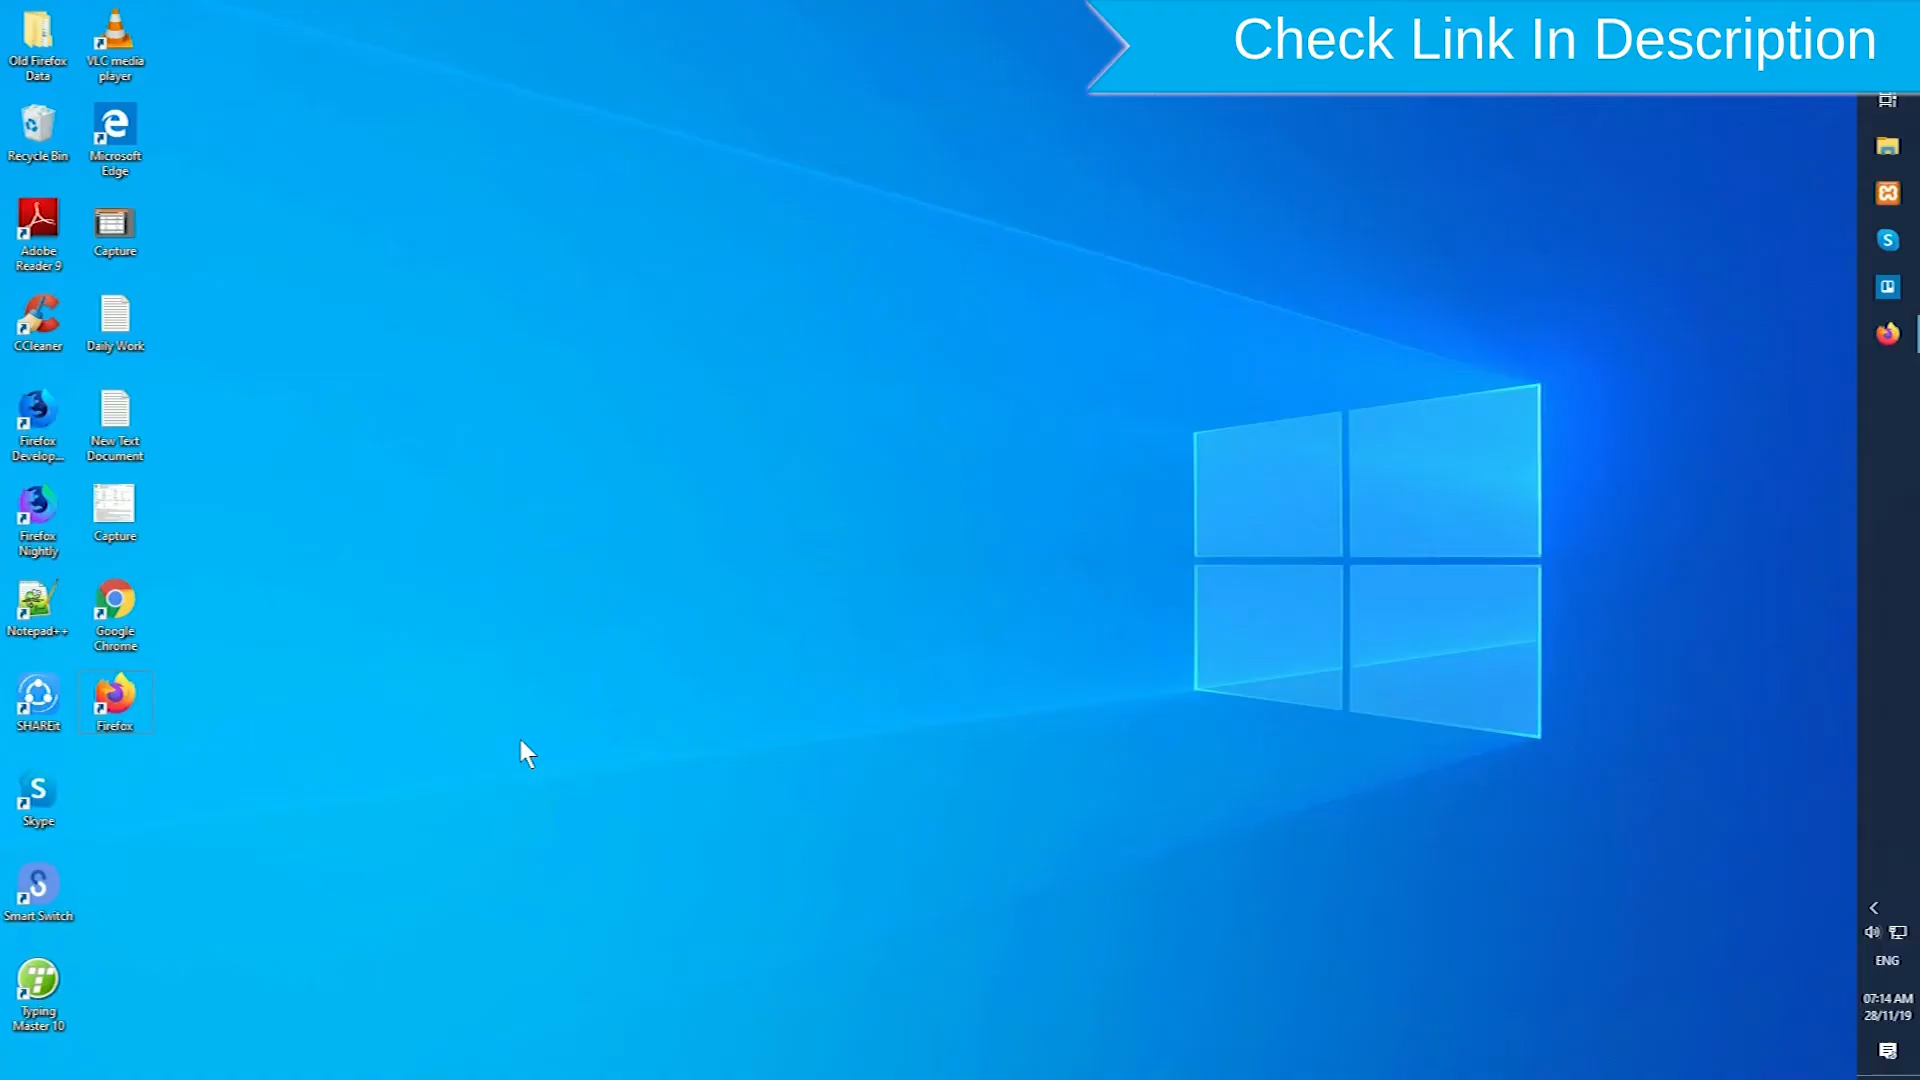 Check Link In Description
Old Firefox
Data
VLC media
player
Recycle Bin
Microsoft
Edge
Adobe
Reader 9
Capture
CCleaner
Daily Work
Firefox
Develop...
New Text
Document
Firefox
Nightly
Capture
Notepad++
Google
Chrome
SHAREit
Firefox
Skype
Smart Switch
Typing
Master 10
ENG
07:14 AM
28/11/19